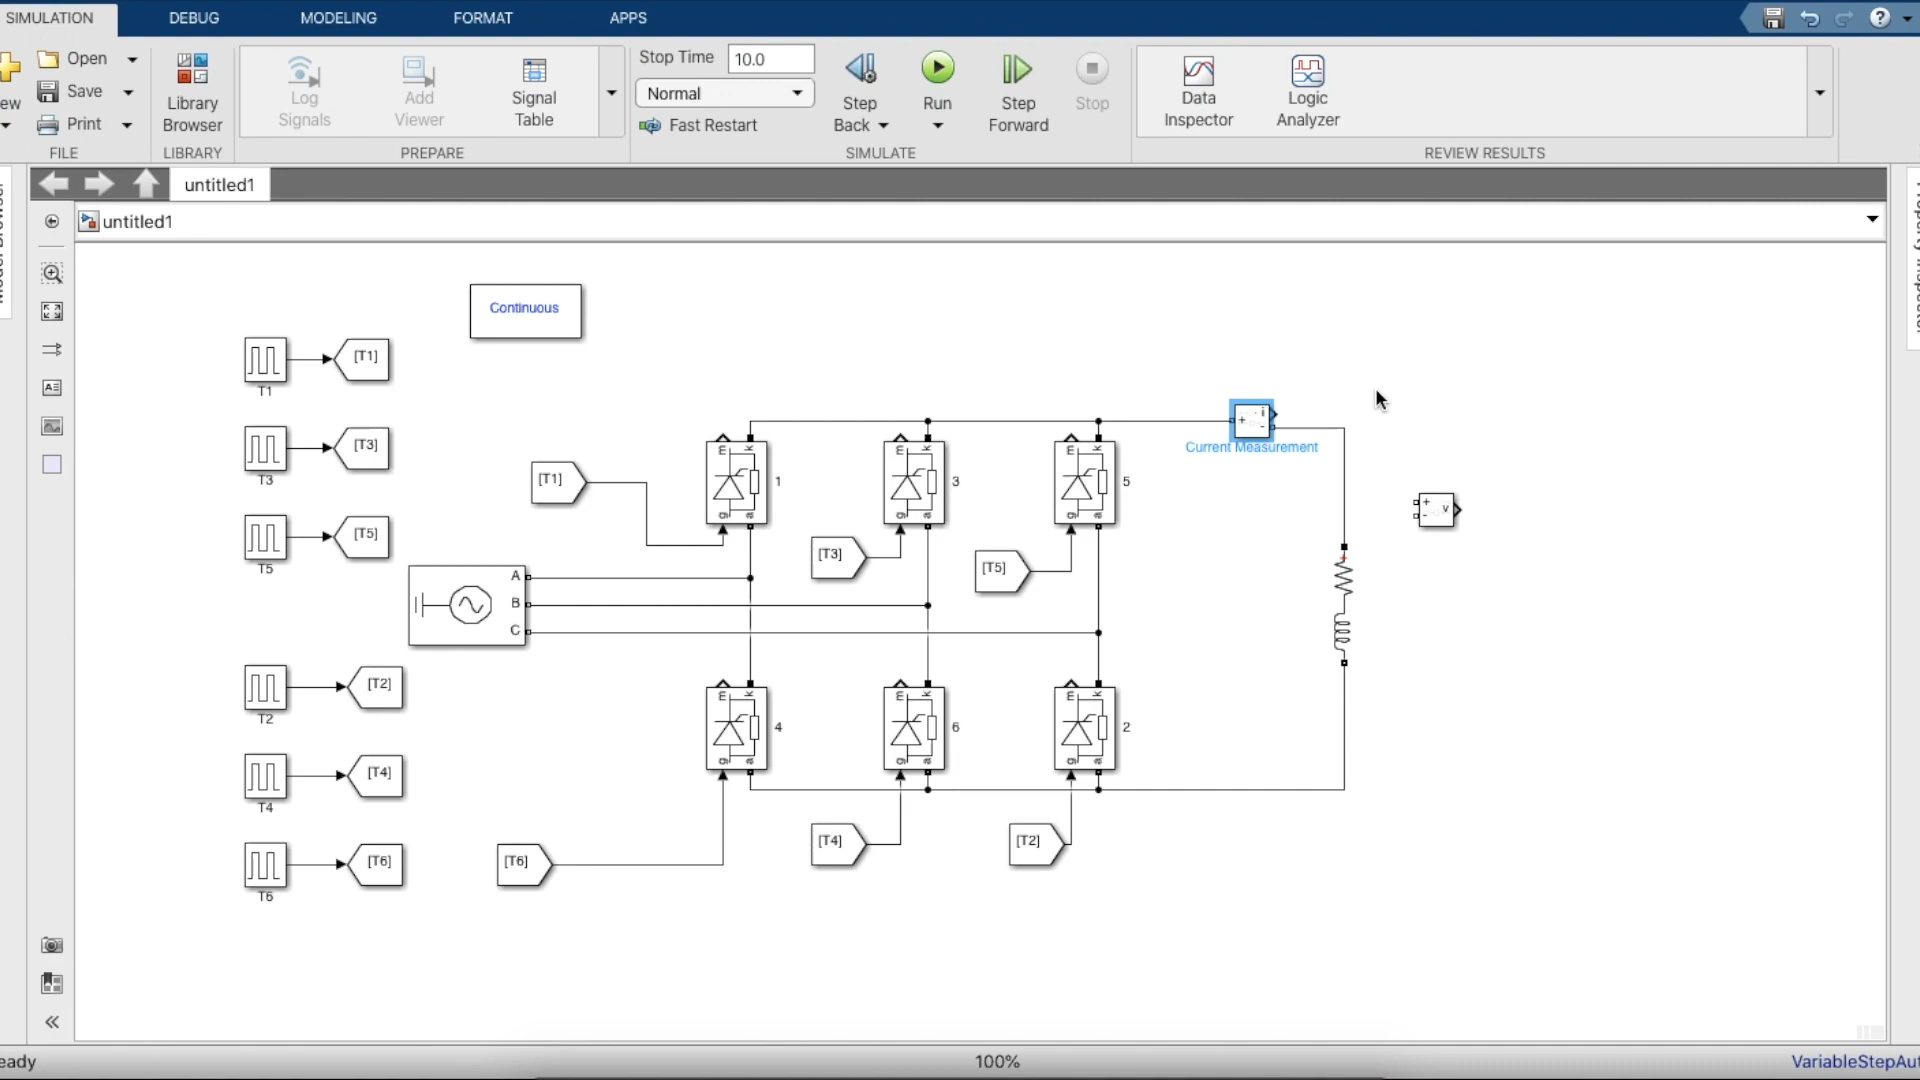 SIMULATION DEBUG MODELING FORMAT APPS
ew
Open
Save
Print
FILE
Library Browser
LIBRARY
Log Signals
Add Viewer
Signal Table
PREPARE
Stop Time 10.0
Normal
Fast Restart
Step Back
Run
Step Forward
Stop
SIMULATE
Data Inspector
Logic Analyzer
REVIEW RESULTS
untitled1
untitled1
Continuous
[T1]
T1
[T3]
T3
[T5]
T5
[T1]
[T3]
[T5]
m k g a 1
m k g a 3
m k g a 5
+ i -
Current Measurement
+ - v
A
B
C
[T2]
T2
[T4]
T4
[T6]
T6
m k g a 4
m k g a 6
m k g a 2
+
[T6]
[T4]
[T2]
eady
100%
VariableStepAut